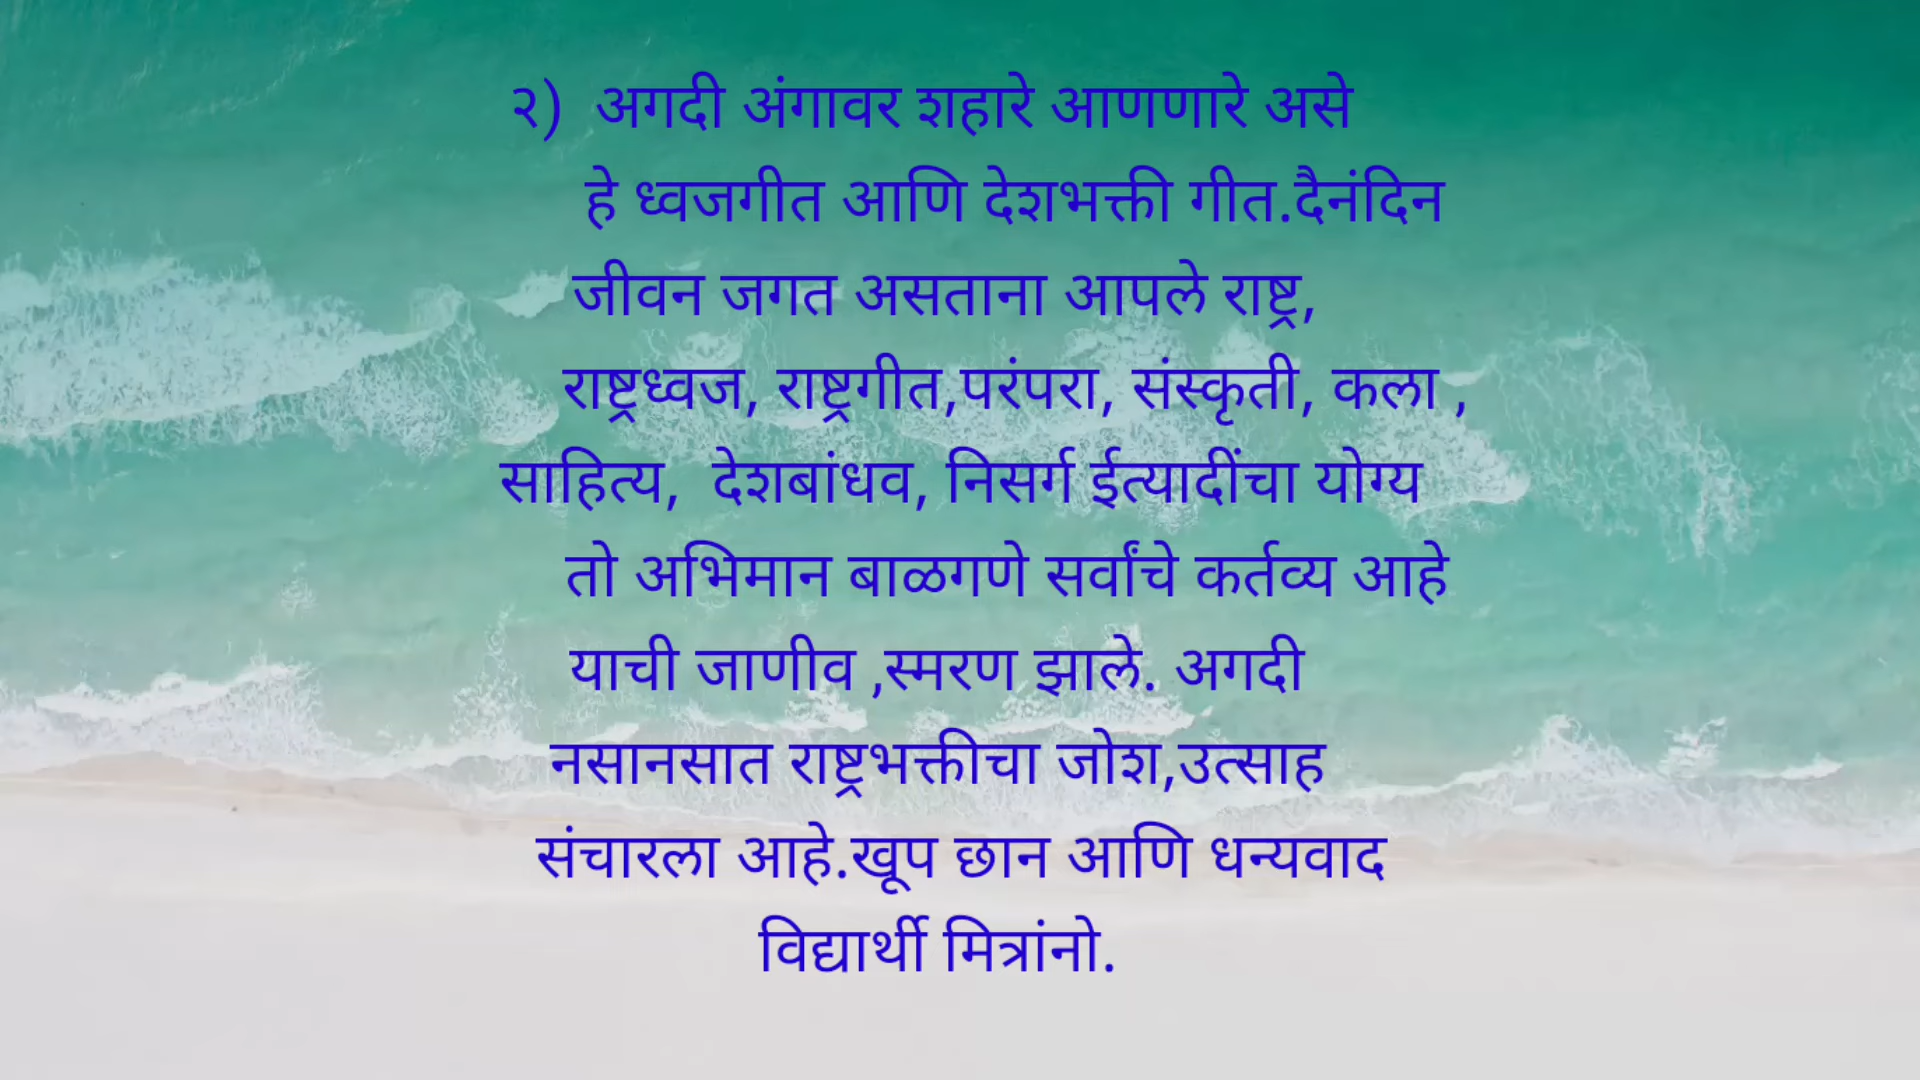 २)  अगदी अंगावर शहारे आणणारे असे
हे ध्वजगीत आणि देशभक्ती गीत.दैनंदिन
जीवन जगत असताना आपले राष्ट्र,
राष्ट्रध्वज, राष्ट्रगीत,परंपरा, संस्कृती, कला ,
साहित्य,  देशबांधव, निसर्ग ईत्यादींचा योग्य
तो अभिमान बाळगणे सर्वांचे कर्तव्य आहे
याची जाणीव ,स्मरण झाले. अगदी
नसानसात राष्ट्रभक्तीचा जोश,उत्साह
संचारला आहे.खूप छान आणि धन्यवाद
विद्यार्थी मित्रांनो.